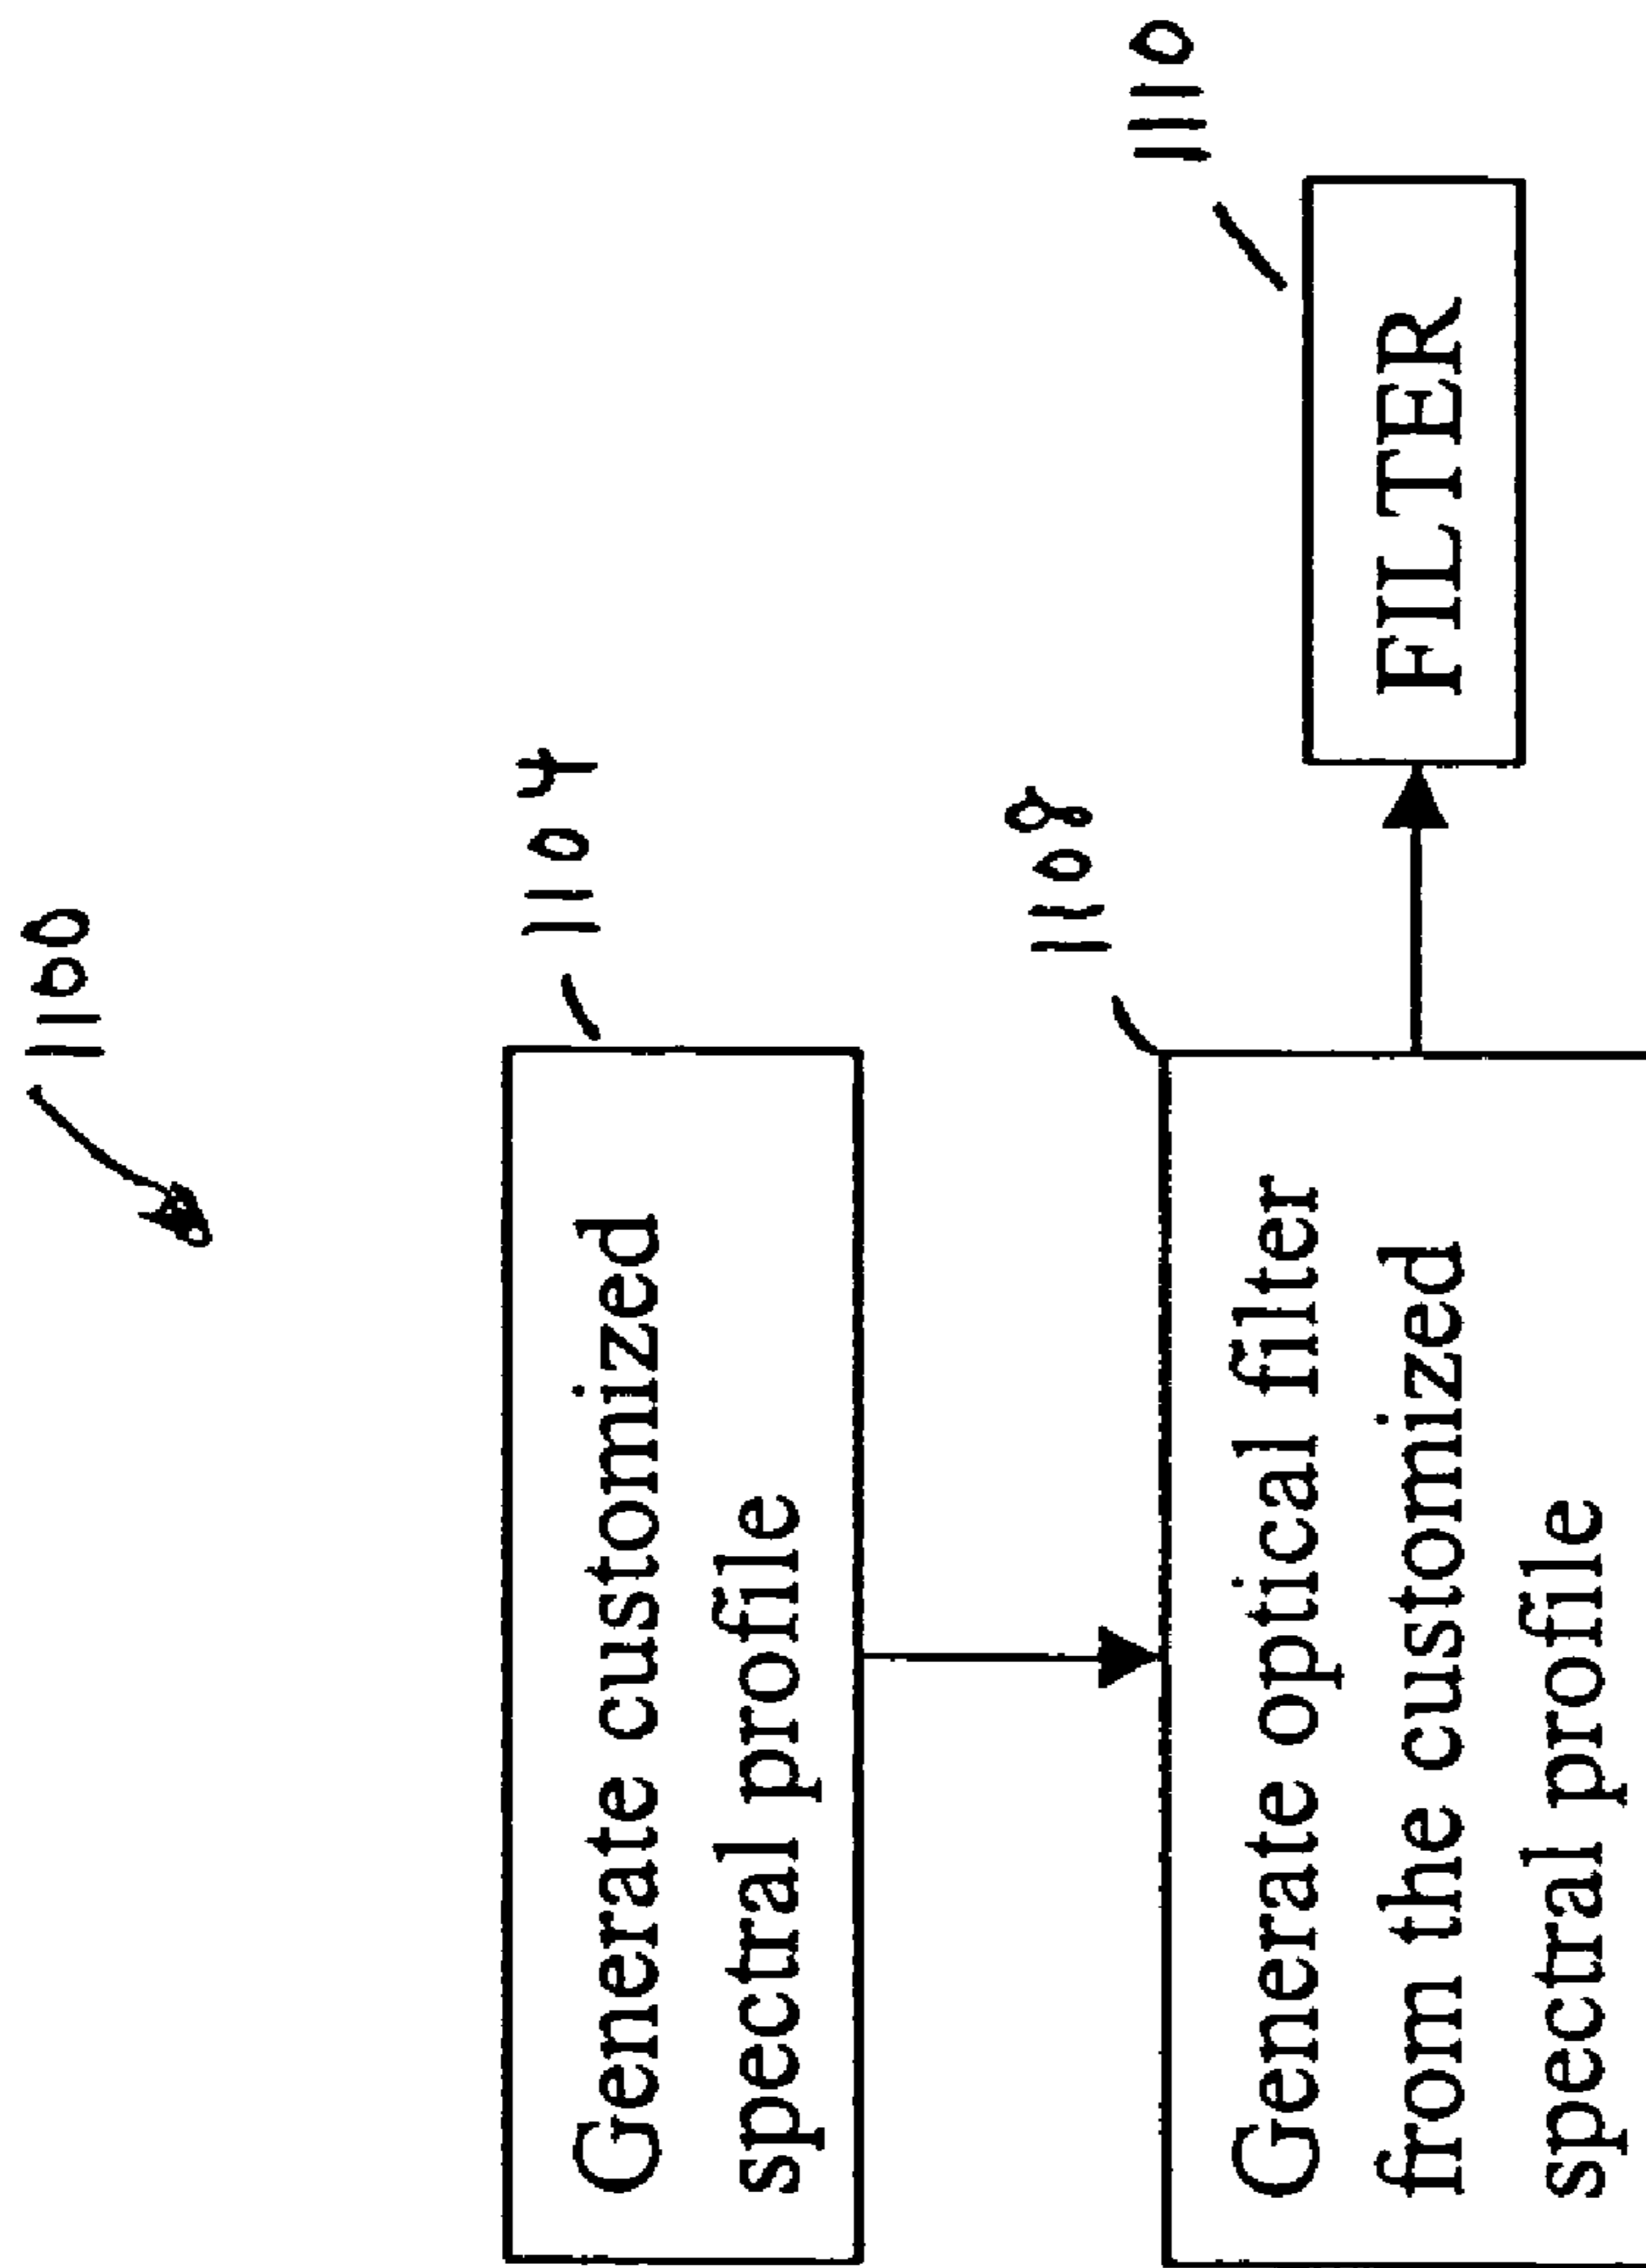 1100
1104
Generate customized
spectral profile
1108
Generate optical filter
from the customized
spectral profile
1110
FILTER